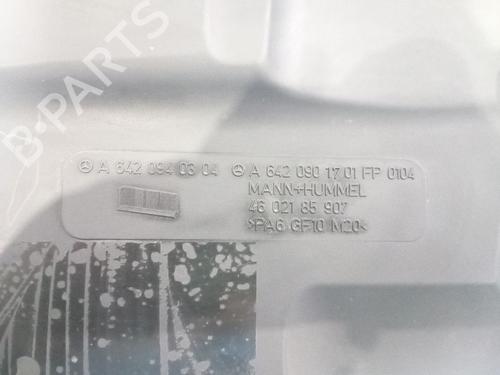 B-PARTS
A 642 094 03 04 A 642 090 17 01 FP 0104
MANN+HUMMEL
46 021 85 907
>PA6 GF10 M20<